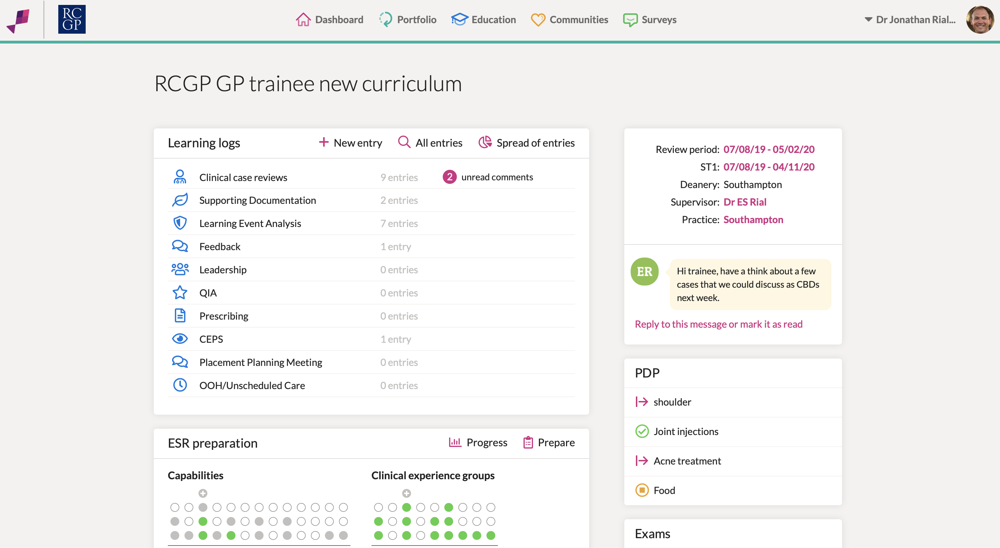 RC
GP
Dashboard
Portfolio
Education
Communities
Surveys
Dr Jonathan Rial...
RCGP GP trainee new curriculum
Learning logs
New entry
All entries
Spread of entries
Clinical case reviews 9 entries 2 unread comments
Supporting Documentation 2 entries
Learning Event Analysis 7 entries
Feedback 1 entry
Leadership 0 entries
QIA 0 entries
Prescribing 0 entries
CEPS 1 entry
Placement Planning Meeting 0 entries
OOH/Unscheduled Care 0 entries
ESR preparation
Progress
Prepare
Capabilities
Clinical experience groups
Review period: 07/08/19 - 05/02/20
ST1: 07/08/19 - 04/11/20
Deanery: Southampton
Supervisor: Dr ES Rial
Practice: Southampton
ER
Hi trainee, have a think about a few
cases that we could discuss as CBDs
next week.
Reply to this message or mark it as read
PDP
shoulder
Joint injections
Acne treatment
Food
Exams